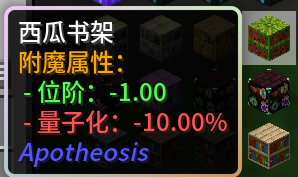 西瓜书架
附魔属性：
- 位阶：-1.00
- 量子化：-10.00%
Apotheosis